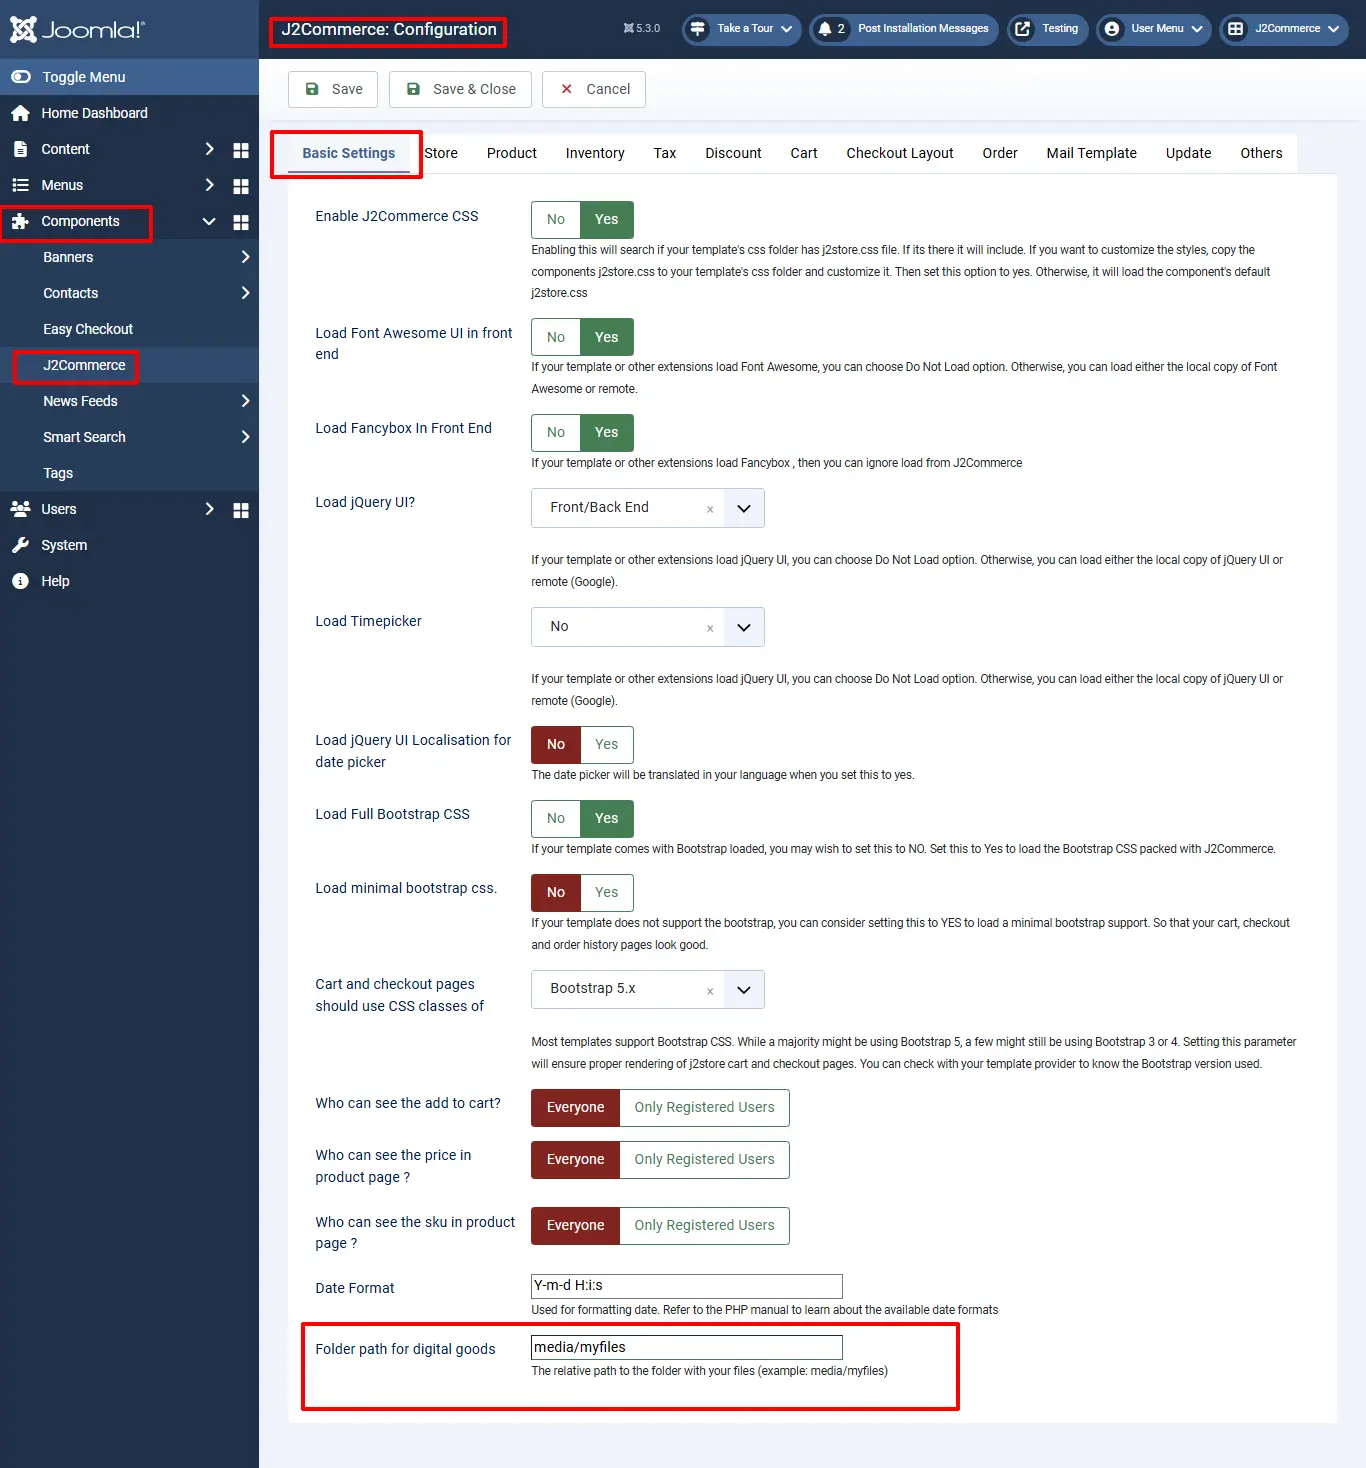 Joomla!
J2Commerce: Configuration
5.3.0
Take a Tour
2
Post Installation Messages
Testing
User Menu
J2Commerce
Toggle Menu
Home Dashboard
Content
Menus
Components
Banners
Contacts
Easy Checkout
J2Commerce
News Feeds
Smart Search
Tags
Users
System
Help
Save
Save & Close
Cancel
Basic Settings
Store
Product
Inventory
Tax
Discount
Cart
Checkout Layout
Order
Mail Template
Update
Others
Enable J2Commerce CSS
No
Yes
Enabling this will search if your template's css folder has j2store.css file. If its there it will include. If you want to customize the styles, copy the
components j2store.css to your template's css folder and customize it. Then set this option to yes. Otherwise, it will load the component's default
j2store.css
Load Font Awesome UI in front
end
No
Yes
If your template or other extensions load Font Awesome, you can choose Do Not Load option. Otherwise, you can load either the local copy of Font
Awesome or remote.
Load Fancybox In Front End
No
Yes
If your template or other extensions load Fancybox , then you can ignore load from J2Commerce
Load jQuery UI?
Front/Back End
If your template or other extensions load jQuery UI, you can choose Do Not Load option. Otherwise, you can load either the local copy of jQuery UI or
remote (Google).
Load Timepicker
No
If your template or other extensions load jQuery UI, you can choose Do Not Load option. Otherwise, you can load either the local copy of jQuery UI or
remote (Google).
Load jQuery UI Localisation for
date picker
No
Yes
The date picker will be translated in your language when you set this to yes.
Load Full Bootstrap CSS
No
Yes
If your template comes with Bootstrap loaded, you may wish to set this to NO. Set this to Yes to load the Bootstrap CSS packed with J2Commerce.
Load minimal bootstrap css.
No
Yes
If your template does not support the bootstrap, you can consider setting this to YES to load a minimal bootstrap support. So that your cart, checkout
and order history pages look good.
Cart and checkout pages
should use CSS classes of
Bootstrap 5.x
Most templates support Bootstrap CSS. While a majority might be using Bootstrap 5, a few might still be using Bootstrap 3 or 4. Setting this parameter
will ensure proper rendering of j2store cart and checkout pages. You can check with your template provider to know the Bootstrap version used.
Who can see the add to cart?
Everyone
Only Registered Users
Who can see the price in
product page ?
Everyone
Only Registered Users
Who can see the sku in product
page ?
Everyone
Only Registered Users
Date Format
Y-m-d H:i:s
Used for formatting date. Refer to the PHP manual to learn about the available date formats
Folder path for digital goods
media/myfiles
The relative path to the folder with your files (example: media/myfiles)